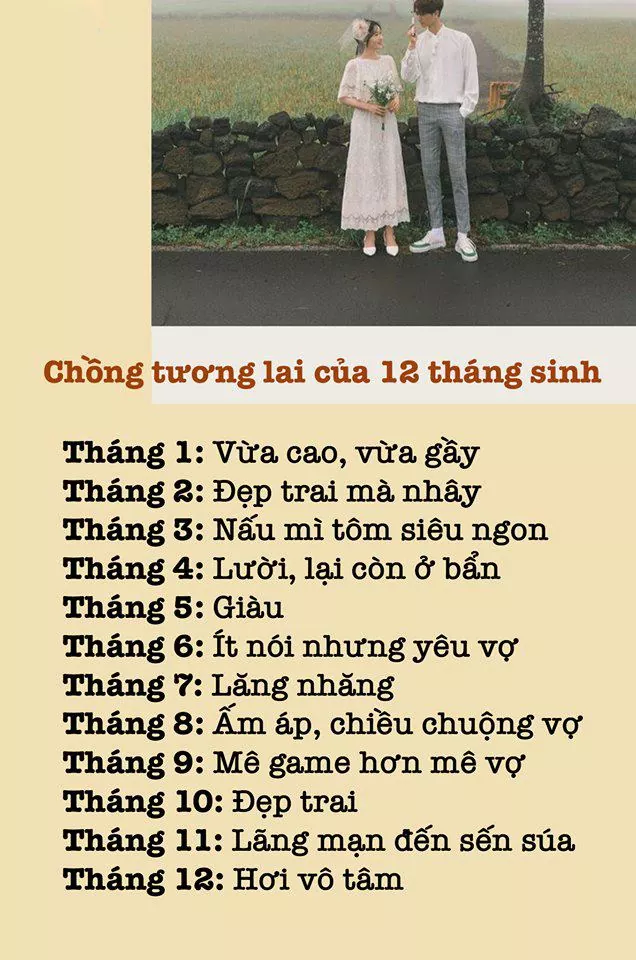 Chồng tương lai của 12 tháng sinh
Tháng 1: Vừa cao, vừa gầy
Tháng 2: Đẹp trai mà nhây
Tháng 3: Nấu mì tôm siêu ngon
Tháng 4: Lười, lại còn ở bẩn
Tháng 5: Giàu
Tháng 6: Ít nói nhưng yêu vợ
Tháng 7: Lăng nhăng
Tháng 8: Ấm áp, chiều chuộng vợ
Tháng 9: Mê game hơn mê vợ
Tháng 10: Đẹp trai
Tháng 11: Lãng mạn đến sến súa
Tháng 12: Hơi vô tâm